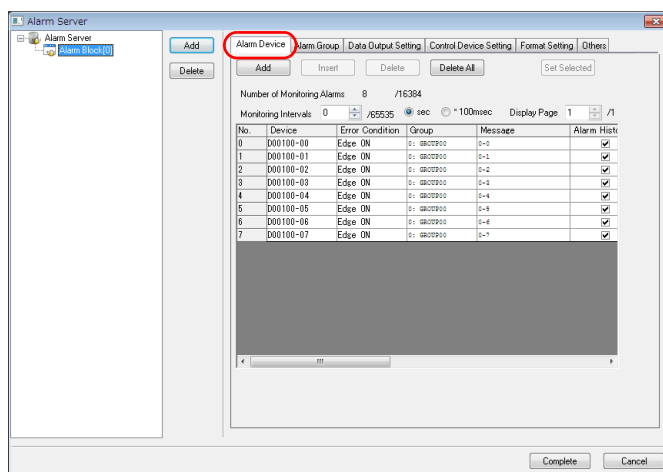 Alarm Server
Alarm Server
Alarm Block[0]
Add
Delete
Alarm Device Alarm Group Data Output Setting Control Device Setting Format Setting Others
Add Insert Delete Delete All Set Selected
Number of Monitoring Alarms 8 /16384
Monitoring Intervals 0 /65535 sec * 100msec Display Page 1 /1
No. Device Error Condition Group Message Alarm Histo
0 D00100-00 Edge ON 0: GROUP00 0-0
1 D00100-01 Edge ON 0: GROUP00 0-1
2 D00100-02 Edge ON 0: GROUP00 0-2
3 D00100-03 Edge ON 0: GROUP00 0-3
4 D00100-04 Edge ON 0: GROUP00 0-4
5 D00100-05 Edge ON 0: GROUP00 0-5
6 D00100-06 Edge ON 0: GROUP00 0-6
7 D00100-07 Edge ON 0: GROUP00 0-7
Complete Cancel